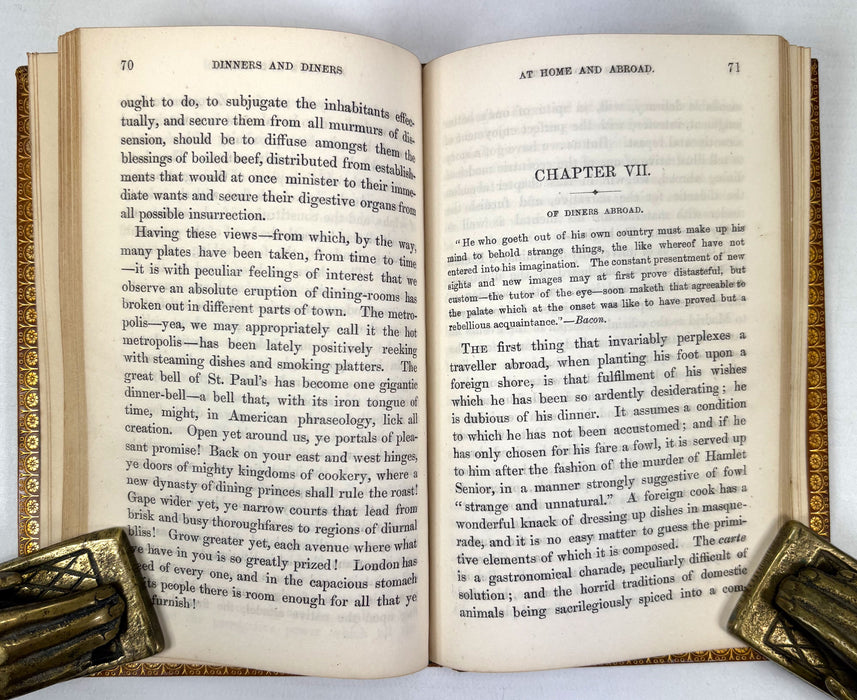 70 DINNERS AND DINERS
ought to do, to subjugate the inhabitants effec-
tually, and secure them from all murmurs of dis-
sension, should be to diffuse amongst them the
blessings of boiled beef, distributed from establish-
ments that would at once minister to their imme-
diate wants and secure their digestive organs from
all possible insurrection.
Having these views—from which, by the way,
many plates have been taken, from time to time
—it is with peculiar feelings of interest that we
observe an absolute eruption of dining-rooms has
broken out in different parts of town. The metro-
polis—yea, we may appropriately call it the hot
metropolis—has been lately positively reeking
with steaming dishes and smoking platters. The
great bell of St. Paul's has become one gigantic
dinner-bell—a bell that, with its iron tongue of
time, might, in American phraseology, lick all
creation. Open yet around us, ye portals of plea-
sant promise! Back on your east and west hinges,
ye doors of mighty kingdoms of cookery, where a
new dynasty of dining princes shall rule the roast!
Gape wider yet, ye narrow courts that lead from
brisk and busy thoroughfares to regions of diurnal
bliss! Grow greater yet, each avenue where what
we have in you is so greatly prized! London has
of every one, and in the capacious stomach
its people there is room enough for all that ye
furnish!
AT HOME AND ABROAD. 71
CHAPTER VII.
OF DINERS ABROAD.
"He who goeth out of his own country must make up his
mind to behold strange things, the like whereof have not
entered into his imagination. The constant presentment of new
sights and new images may at first prove distasteful, but
custom—the tutor of the eye—soon maketh that agreeable to
the palate which at the onset was like to have proved but a
rebellious acquaintance."—Bacon.
THE first thing that invariably perplexes a
traveller abroad, when planting his foot upon a
foreign shore, is that fulfilment of his wishes
which he has been so ardently desiderating; he
is dubious of his dinner. It assumes a condition
to which he has not been accustomed; and if he
has only chosen for his fare a fowl, it is served up
to him after the fashion of the murder of Hamlet
Senior, in a manner strongly suggestive of fowl
"strange and unnatural." A foreign cook has a
wonderful knack of dressing up dishes in masque-
rade, and it is no easy matter to guess the primi-
tive elements of which it is composed. The carte
is a gastronomical charade, peculiarly difficult of
solution; and the horrid traditions of domestic
animals being sacrilegiously spiced into a com-